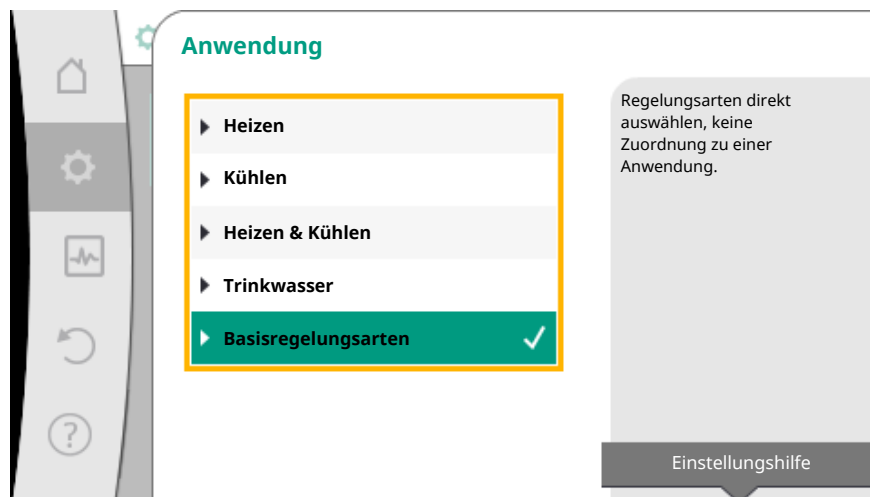 Anwendung
Heizen
Kühlen
Heizen & Kühlen
Trinkwasser
Basisregelungsarten
Regelungsarten direkt
auswählen, keine
Zuordnung zu einer
Anwendung.
Einstellungshilfe
?